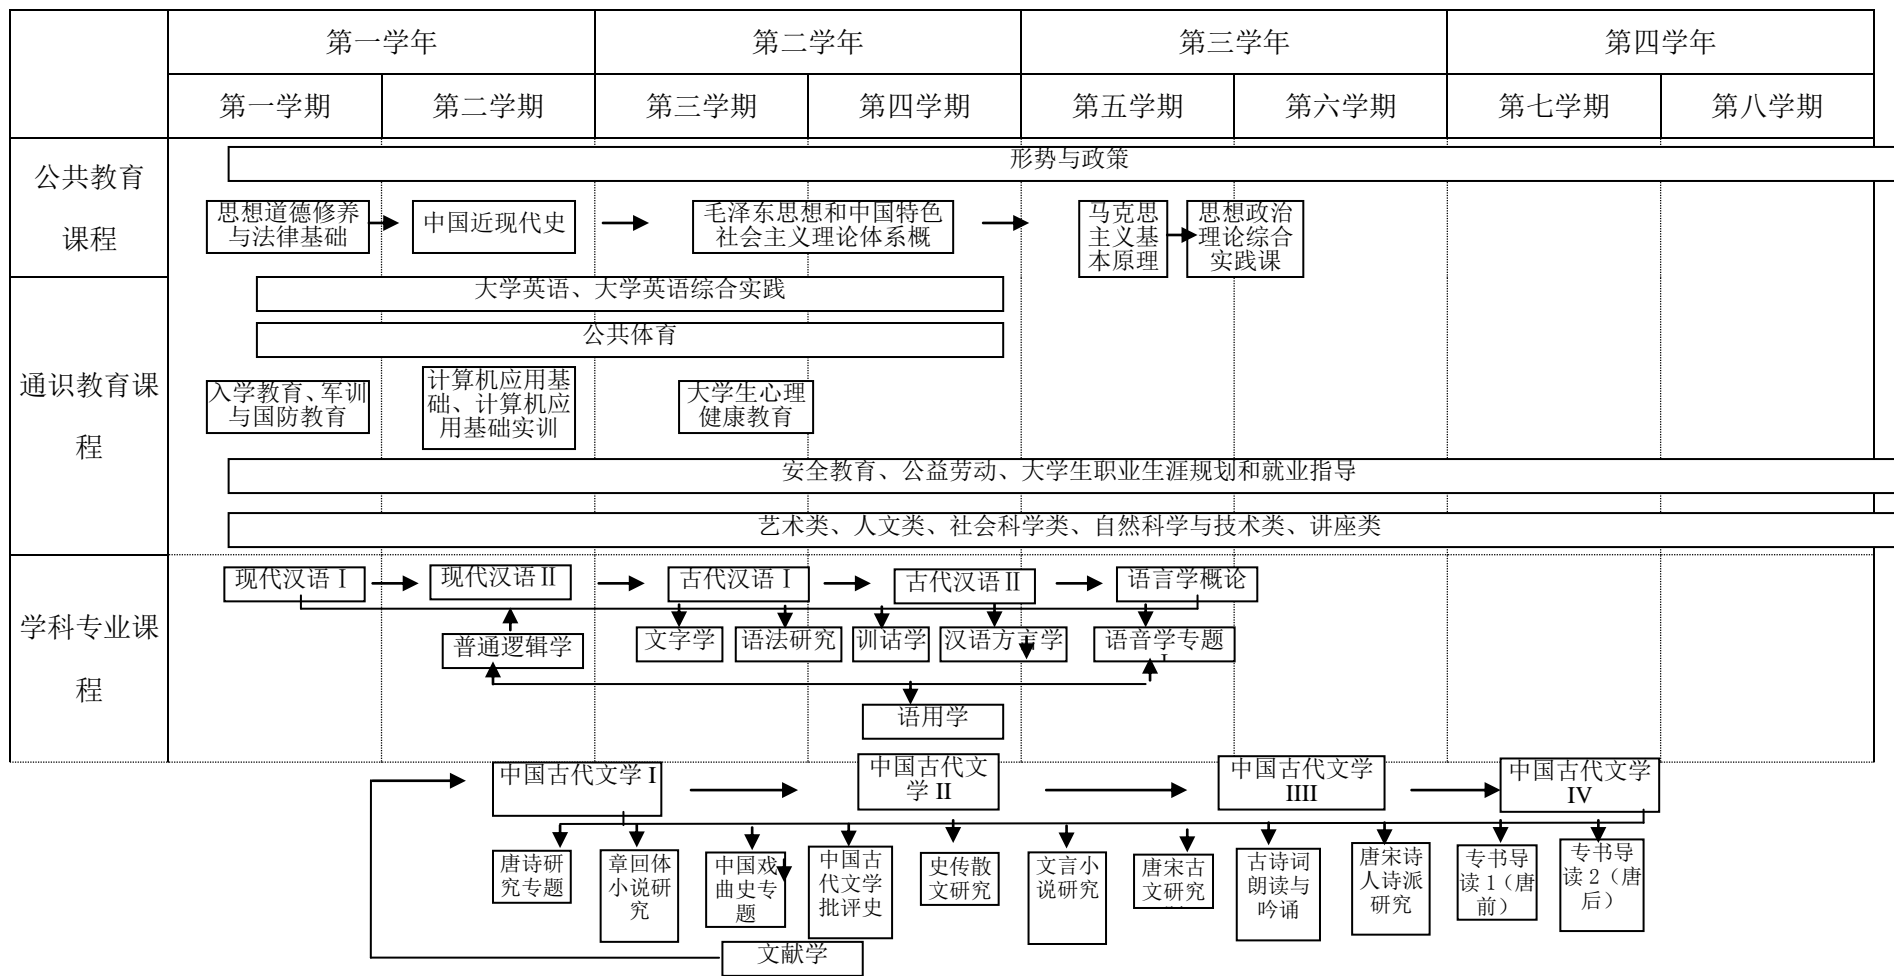 第一学年
第二学年
第三学年
第四学年
第一学期
第二学期
第三学期
第四学期
第五学期
第六学期
第七学期
第八学期
公共教育
课程
形势与政策
思想道德修养
与法律基础
中国近现代史
毛泽东思想和中国特色
社会主义理论体系概
马克思
主义基
本原理
思想政治
理论综合
实践课
通识教育课
程
大学英语、大学英语综合实践
公共体育
入学教育、军训
与国防教育
计算机应用基
础、计算机应
用基础实训
大学生心理
健康教育
安全教育、公益劳动、大学生职业生涯规划和就业指导
艺术类、人文类、社会科学类、自然科学与技术类、讲座类
学科专业课
程
现代汉语 I
现代汉语 II
古代汉语 I
古代汉语 II
语言学概论
普通逻辑学
文字学
语法研究
训诂学
汉语方言学
语音学专题
语用学
中国古代文学 I
中国古代文
学 II
中国古代文学
IIII
中国古代文学
IV
唐诗研
究专题
章回体
小说研
究
中国戏
曲史专
题
中国古
代文学
批评史
史传散
文研究
文言小
说研究
唐宋古
文研究
古诗词
朗读与
吟诵
唐宋诗
人诗派
研究
专书导
读 1（唐
前）
专书导
读 2（唐
后）
文献学